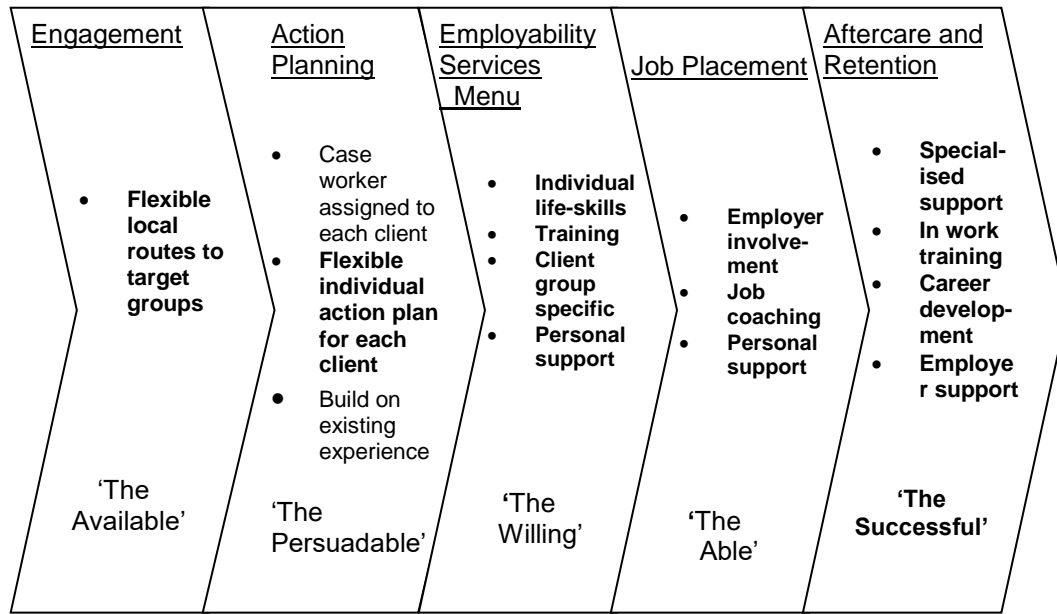 Engagement
• Flexible
local
routes to
target
groups
‘The
Available’
Action
Planning
• Case
worker
assigned to
each client
• Flexible
individual
action plan
for each
client
• Build on
existing
experience
‘The
Persuadable’
Employability
Services
Menu
• Individual
life-skills
• Training
• Client
group
specific
• Personal
support
‘The
Willing’
Job Placement
• Employer
involve-
ment
• Job
coaching
• Personal
support
‘The
Able’
Aftercare and
Retention
• Special-
ised
support
• In work
training
• Career
develop-
ment
• Employe
r support
‘The
Successful’